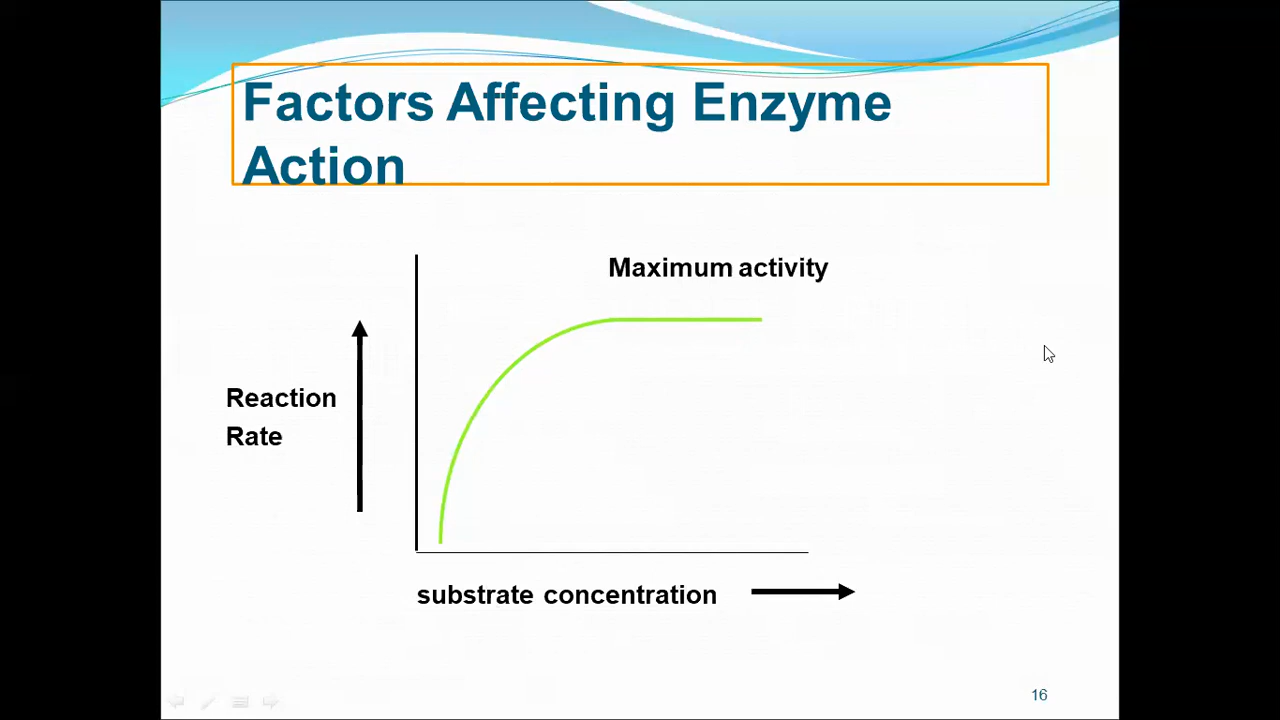 Factors Affecting Enzyme
Action
Maximum activity
Reaction
Rate
substrate concentration
16